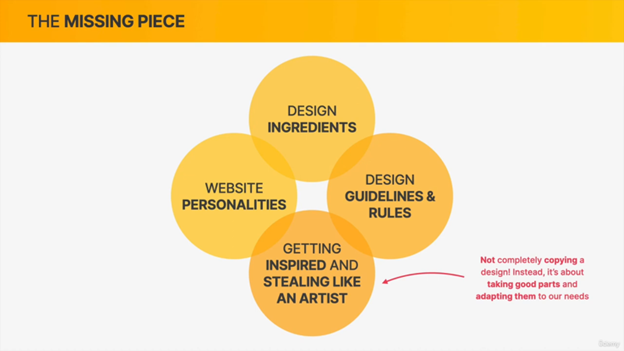 THE MISSING PIECE
DESIGN
INGREDIENTS
WEBSITE
PERSONALITIES
DESIGN
GUIDELINES &
RULES
GETTING
INSPIRED AND
STEALING LIKE
AN ARTIST
Not completely copying a
design! Instead, it's about
taking good parts and
adapting them to our needs